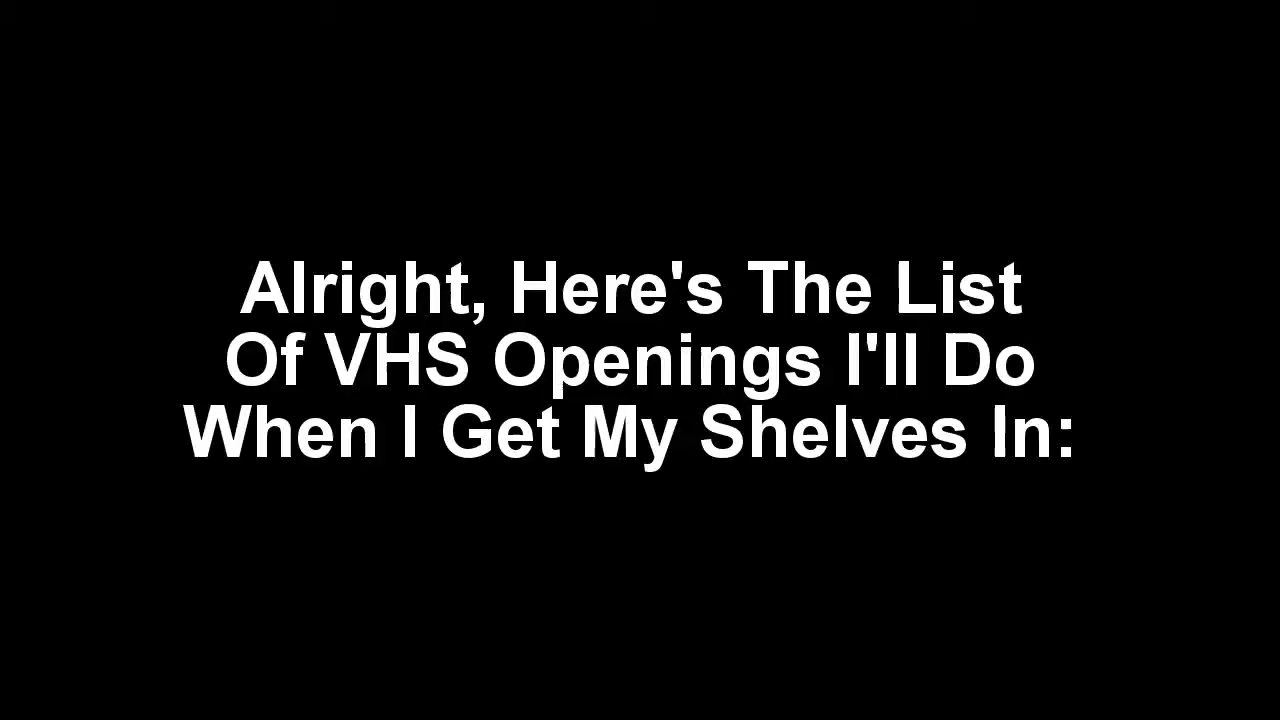 Alright, Here's The List
Of VHS Openings I'll Do
When I Get My Shelves In: